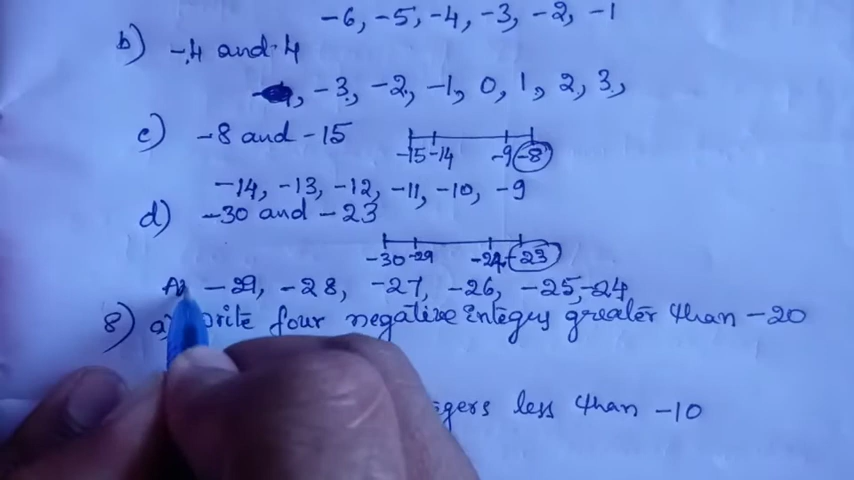 -6, -5, -4, -3, -2, -1
b) -4 and 4
, -3, -2, -1, 0, 1, 2, 3,
c) -8 and -15
-15 -14 -9 -8
-14, -13, -12, -11, -10, -9
d) -30 and -23
-30 -29 -24 -23
-29, -28, -27, -26, -25, -24
8) a) four negative integers greater than -20
less than -10